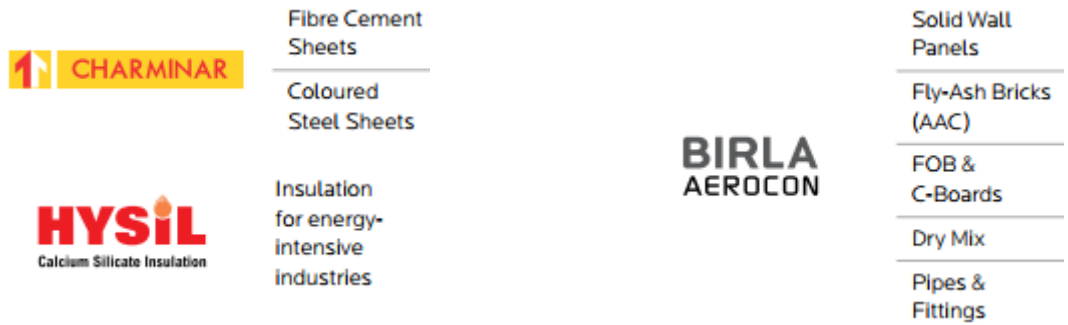 CHARMINAR
Fibre Cement
Sheets
Coloured
Steel Sheets
HYSIL
Calcium Silicate Insulation
Insulation
for energy-
intensive
industries
BIRLA
AEROCON
Solid Wall
Panels
Fly-Ash Bricks
(AAC)
FOB &
C-Boards
Dry Mix
Pipes &
Fittings